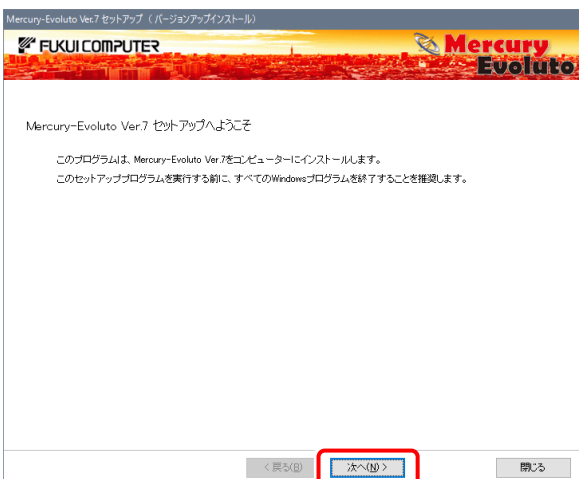 Mercury-Evoluto Ver.7 セットアップ（バージョンアップインストール）
FUKUI COMPUTER
Mercury
Evoluto
Mercury-Evoluto Ver.7 セットアップへようこそ
このプログラムは、Mercury-Evoluto Ver.7をコンピューターにインストールします。
このセットアッププログラムを実行する前に、すべてのWindowsプログラムを終了することを推奨します。
< 戻る(B) 次へ(N) > 閉じる